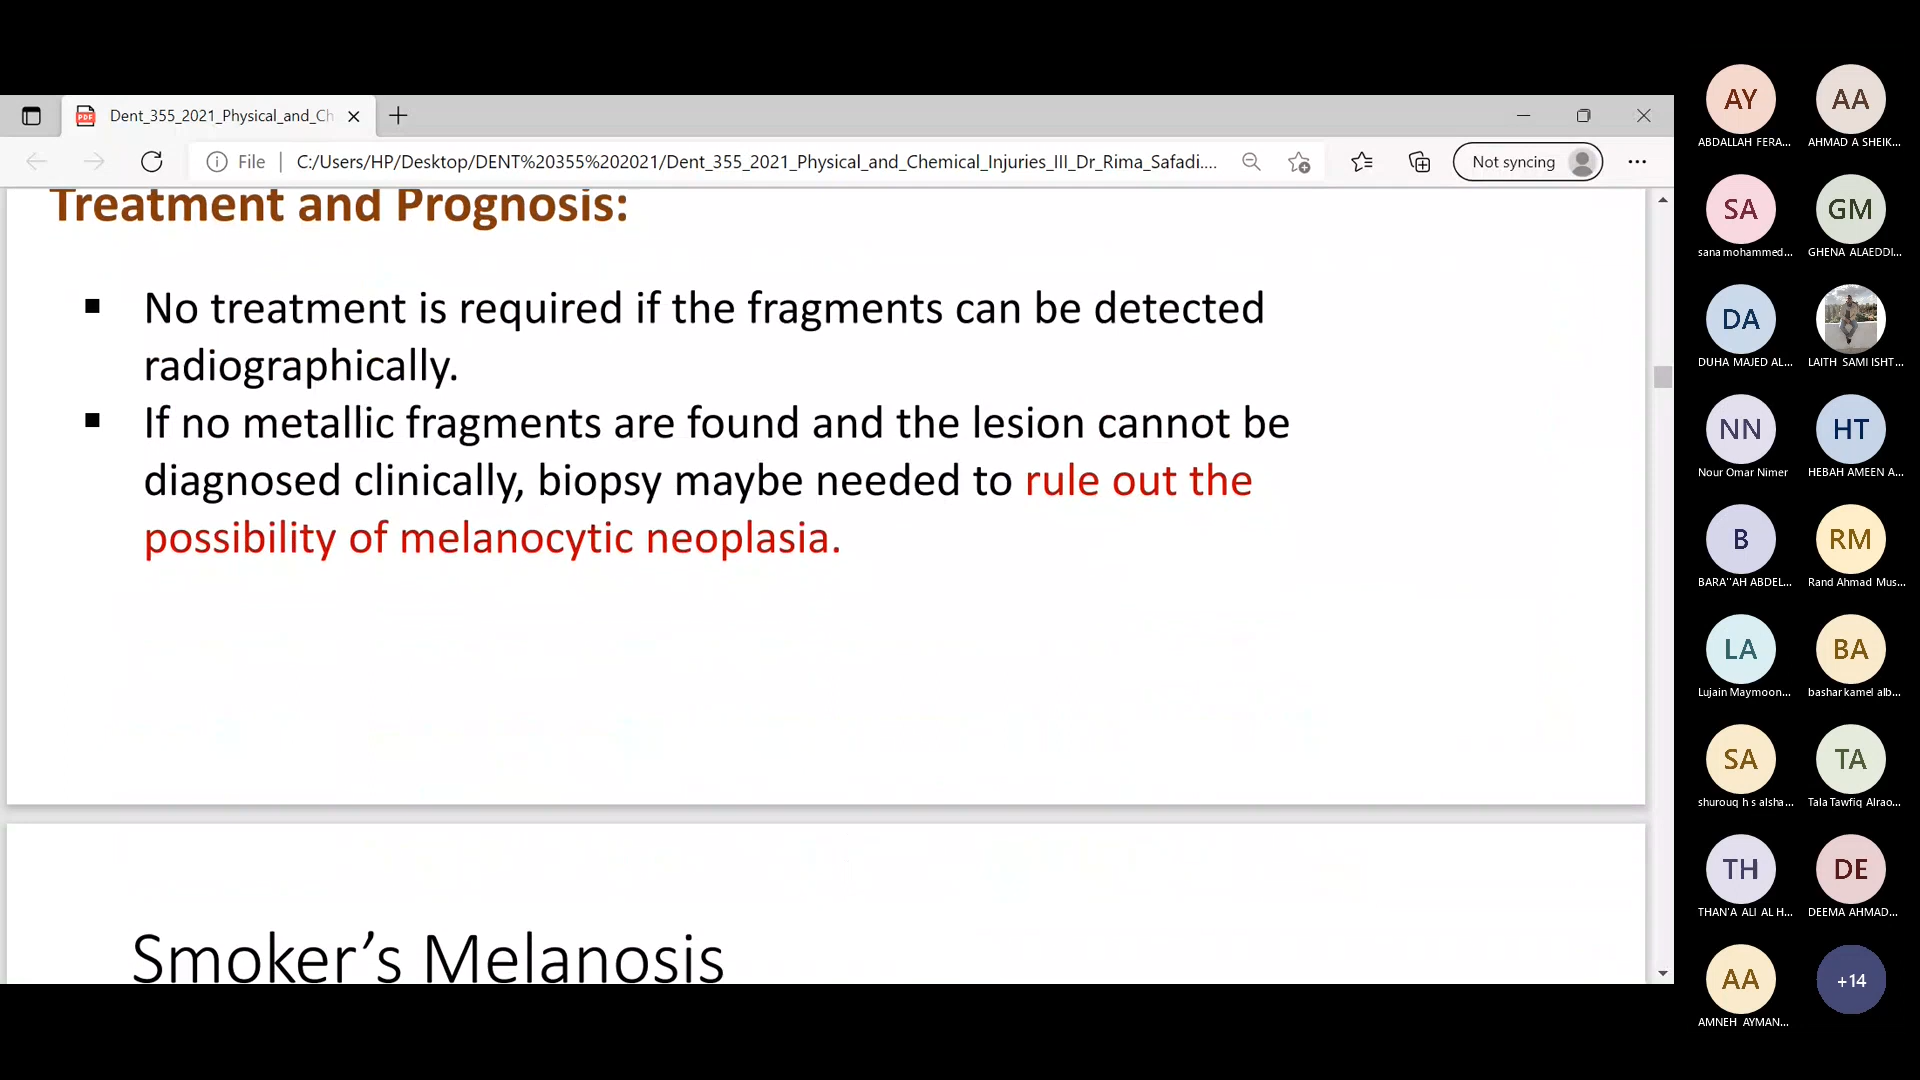 Dent_355_2021_Physical_and_Ch
File
C:/Users/HP/Desktop/DENT%20355%202021/Dent_355_2021_Physical_and_Chemical_Injuries_III_Dr_Rima_Safadi....
Not syncing
Treatment and Prognosis:
▪ No treatment is required if the fragments can be detected
radiographically.
▪ If no metallic fragments are found and the lesion cannot be
diagnosed clinically, biopsy maybe needed to rule out the
possibility of melanocytic neoplasia.
Smoker’s Melanosis
AY AA
ABDALLAH FERA... AHMAD A SHEIK...
SA GM
sana mohammed... GHENA ALAEDDI...
DA
DUHA MAJED AL... LAITH SAMI ISHT...
NN HT
Nour Omar Nimer HEBAH AMEEN A...
B RM
BARA''AH ABDEL... Rand Ahmad Mus...
LA BA
Lujain Maymoon... bashar kamel alb...
SA TA
shurouq h s alsha... Tala Tawfiq Alrao...
TH DE
THAN'A ALI AL H... DEEMA AHMAD...
AA +14
AMNEH AYMAN...